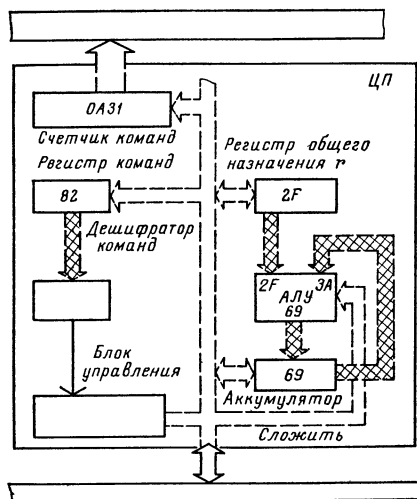 ЦП
0A31
Счетчик команд
Регистр команд
Регистр общего
назначения r
82
2F
Дешифратор
команд
2F
3A
АЛУ
69
Блок
управления
69
Аккумулятор
Сложить